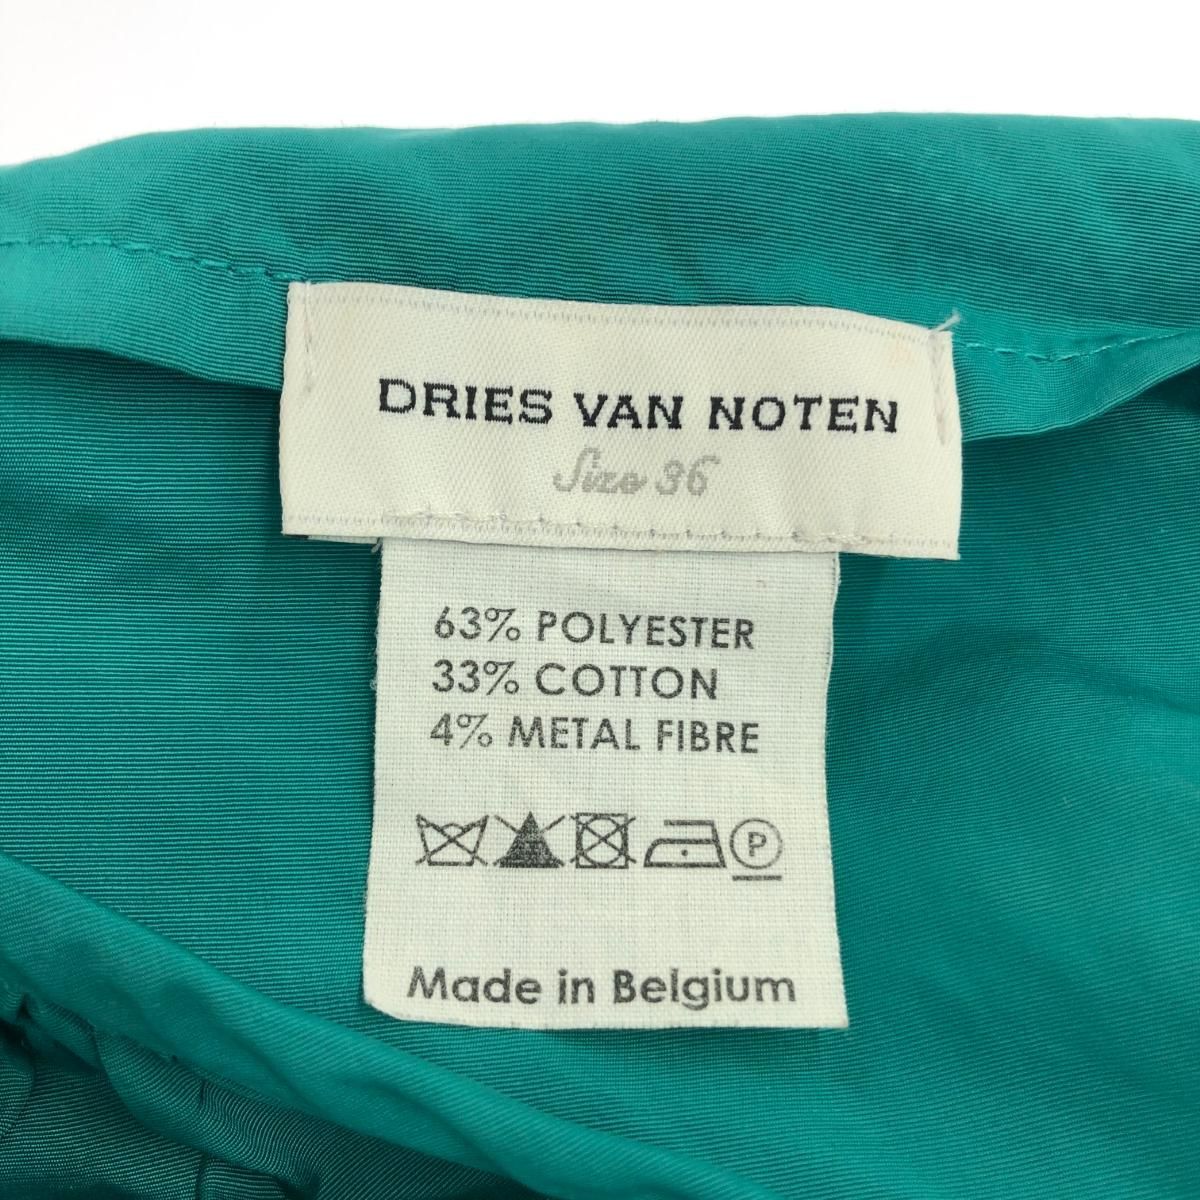 DRIES VAN NOTEN
Size 36
63% POLYESTER
33% COTTON
4% METAL FIBRE
P
Made in Belgium